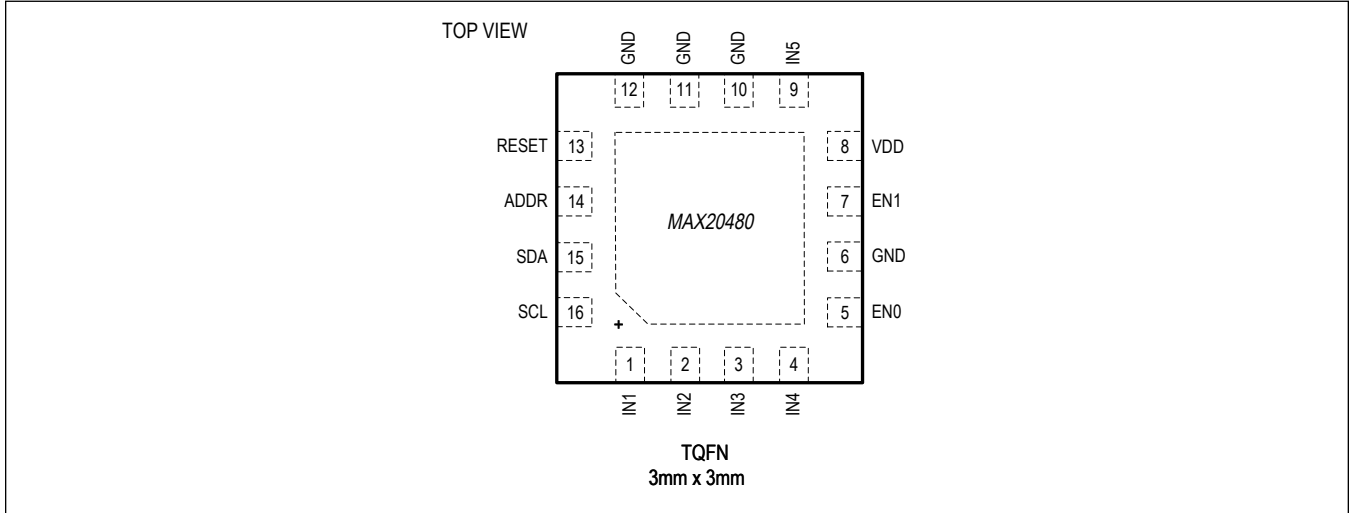 TOP VIEW
GND GND GND IN5
12 11 10 9
RESET 13 8 VDD
ADDR 14 MAX20480 7 EN1
SDA 15 6 GND
SCL 16 5 EN0
+
1 2 3 4
IN1 IN2 IN3 IN4
TQFN
3mm x 3mm